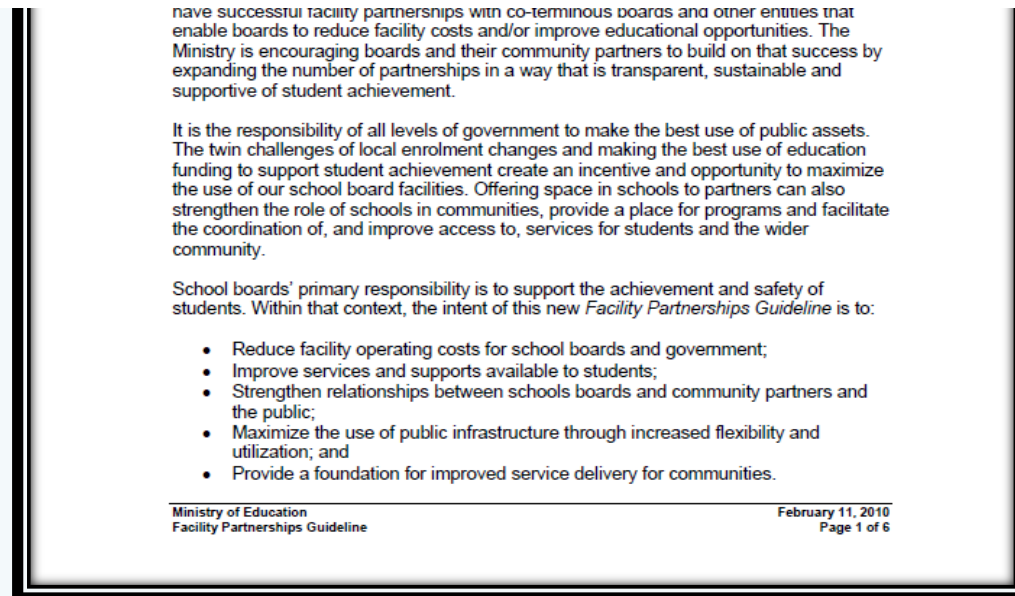 have successful facility partnerships with co-terminous boards and other entities that
enable boards to reduce facility costs and/or improve educational opportunities. The
Ministry is encouraging boards and their community partners to build on that success by
expanding the number of partnerships in a way that is transparent, sustainable and
supportive of student achievement.
It is the responsibility of all levels of government to make the best use of public assets.
The twin challenges of local enrolment changes and making the best use of education
funding to support student achievement create an incentive and opportunity to maximize
the use of our school board facilities. Offering space in schools to partners can also
strengthen the role of schools in communities, provide a place for programs and facilitate
the coordination of, and improve access to, services for students and the wider
community.
School boards' primary responsibility is to support the achievement and safety of
students. Within that context, the intent of this new Facility Partnerships Guideline is to:
• Reduce facility operating costs for school boards and government;
• Improve services and supports available to students;
• Strengthen relationships between schools boards and community partners and
the public;
• Maximize the use of public infrastructure through increased flexibility and
utilization; and
• Provide a foundation for improved service delivery for communities.
Ministry of Education February 11, 2010
Facility Partnerships Guideline Page 1 of 6